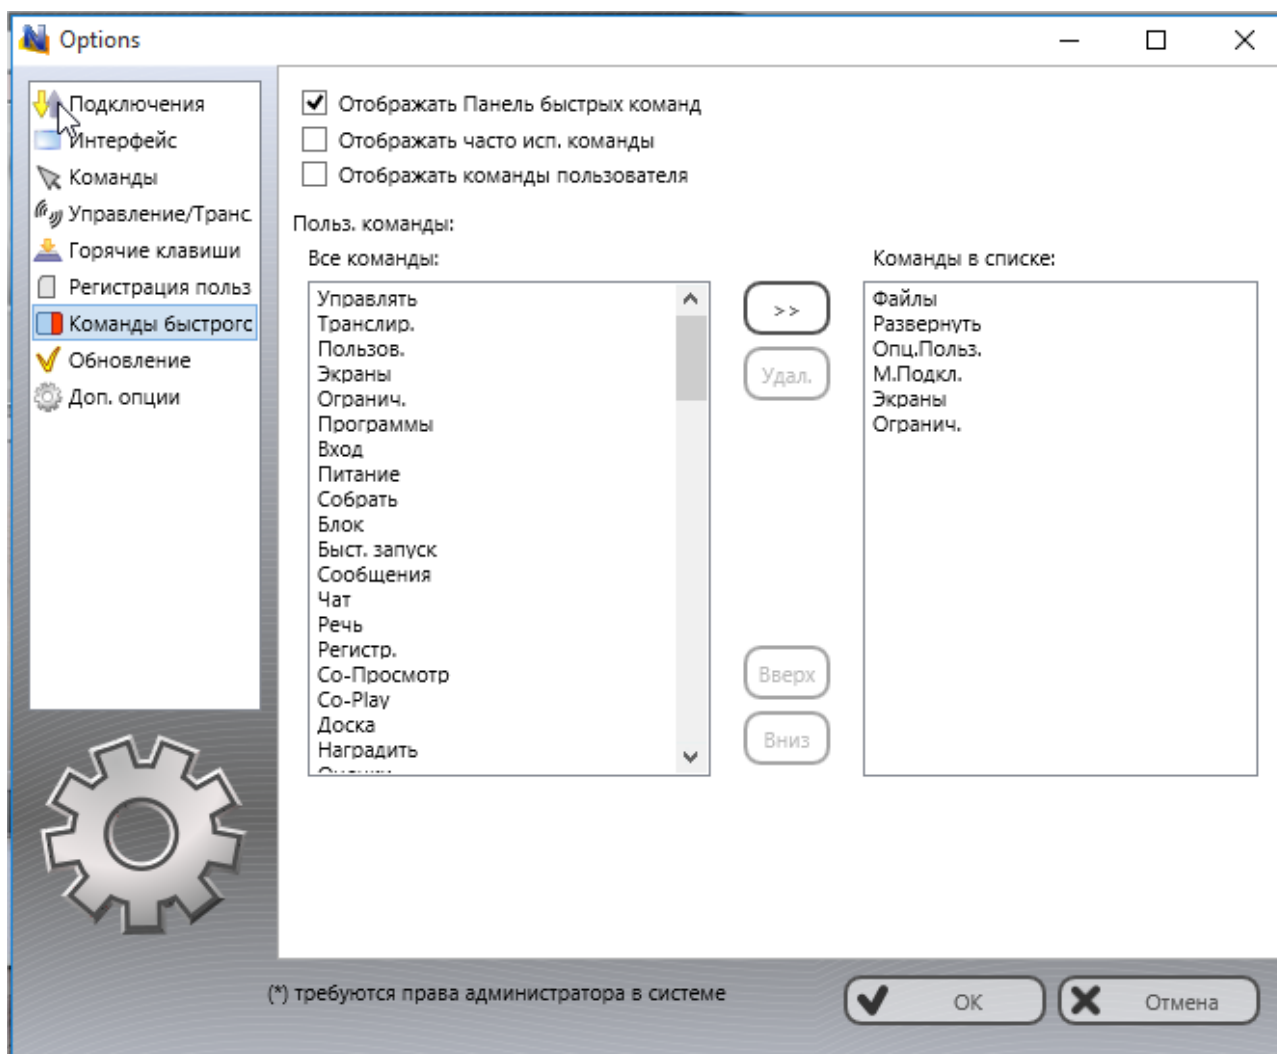 Options
Подключения
Интерфейс
Команды
Управление/Транс.
Горячие клавиши
Регистрация польз
Команды быстрого
Обновление
Доп. опции
Отображать Панель быстрых команд
Отображать часто исп. команды
Отображать команды пользователя
Польз. команды:
Все команды:
Управлять
Транслир.
Пользов.
Экраны
Огранич.
Программы
Вход
Питание
Собрать
Блок
Быст. запуск
Сообщения
Чат
Речь
Регистр.
Со-Просмотр
Co-Play
Доска
Наградить
>>
Удал.
Вверх
Вниз
Команды в списке:
Файлы
Развернуть
Опц.Польз.
М.Подкл.
Экраны
Огранич.
(*) требуются права администратора в системе
ОК
Отмена